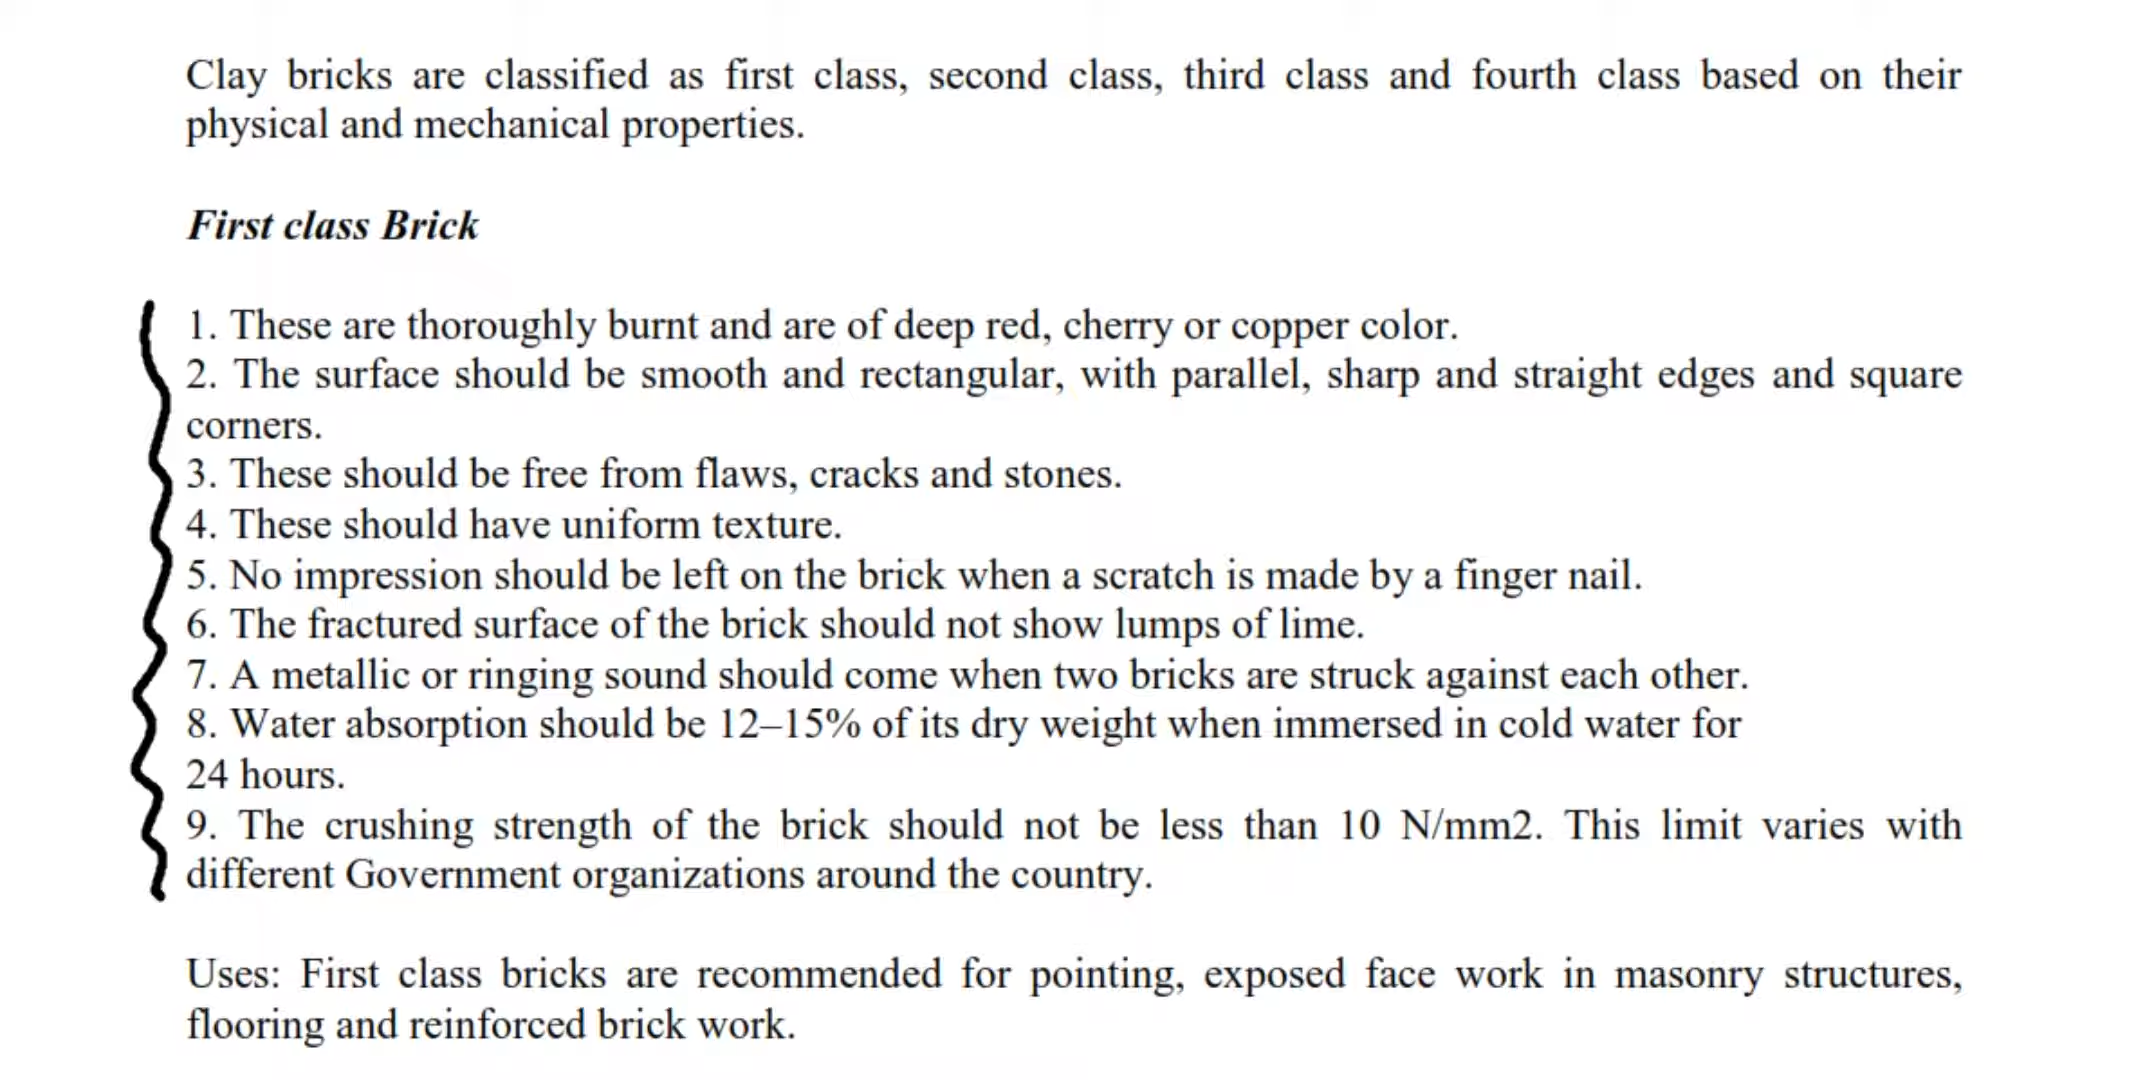 Clay bricks are classified as first class, second class, third class and fourth class based on their
physical and mechanical properties.
First class Brick
1. These are thoroughly burnt and are of deep red, cherry or copper color.
2. The surface should be smooth and rectangular, with parallel, sharp and straight edges and square
corners.
3. These should be free from flaws, cracks and stones.
4. These should have uniform texture.
5. No impression should be left on the brick when a scratch is made by a finger nail.
6. The fractured surface of the brick should not show lumps of lime.
7. A metallic or ringing sound should come when two bricks are struck against each other.
8. Water absorption should be 12–15% of its dry weight when immersed in cold water for
24 hours.
9. The crushing strength of the brick should not be less than 10 N/mm2. This limit varies with
different Government organizations around the country.
Uses: First class bricks are recommended for pointing, exposed face work in masonry structures,
flooring and reinforced brick work.